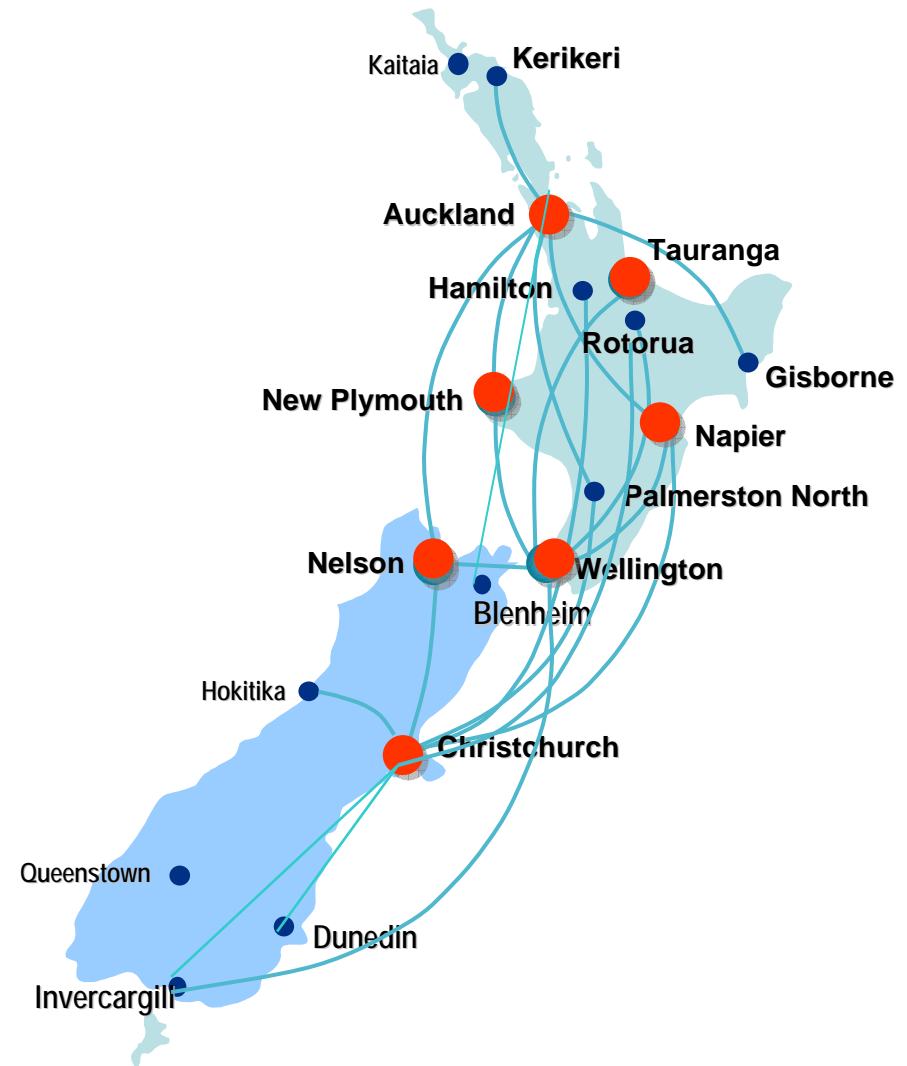 Kaitaia
Kerikeri
Auckland
Tauranga
Hamilton
Rotorua
Gisborne
New Plymouth
Napier
Palmerston North
Nelson
Wellington
Blenheim
Hokitika
Christchurch
Queenstown
Dunedin
Invercargill